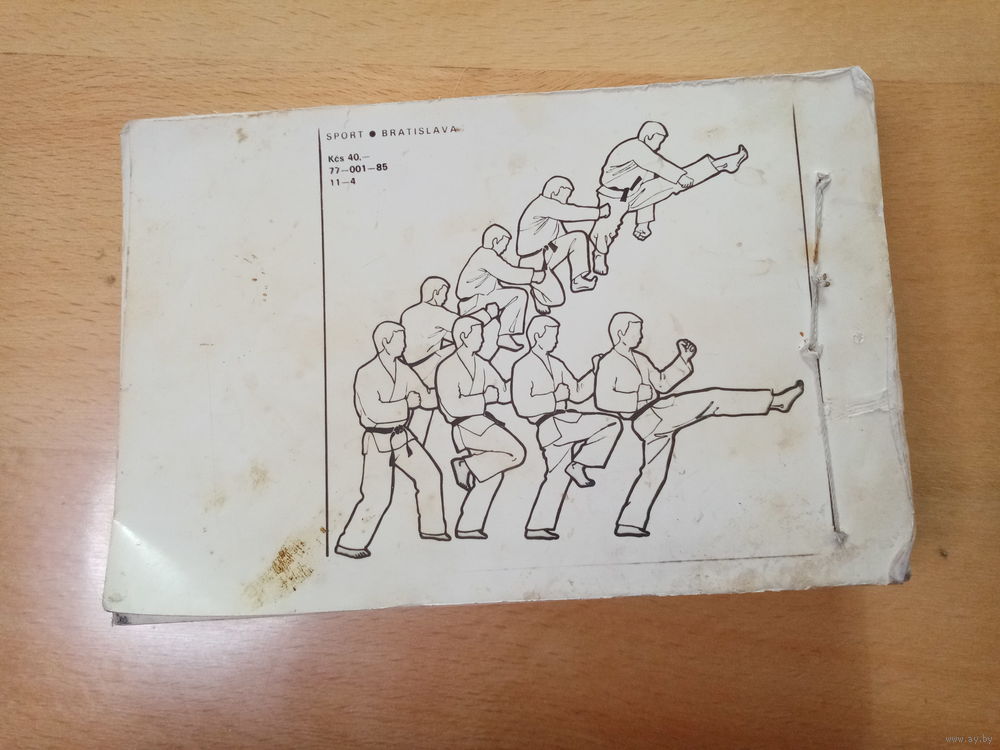 SPORT ● BRATISLAVA
Kčs 40,—
77—001—85
11—4
www.ay.by